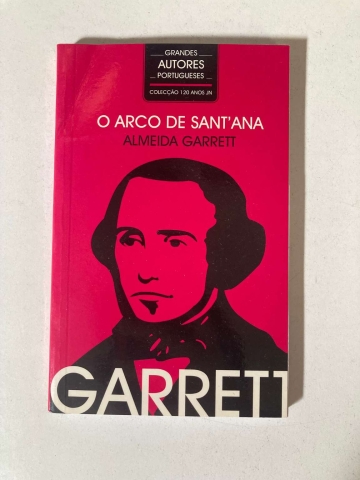 GRANDES
AUTORES
PORTUGUESES
COLECÇÃO 120 ANOS JN
O ARCO DE SANT'ANA
ALMEIDA GARRETT
GARRETT